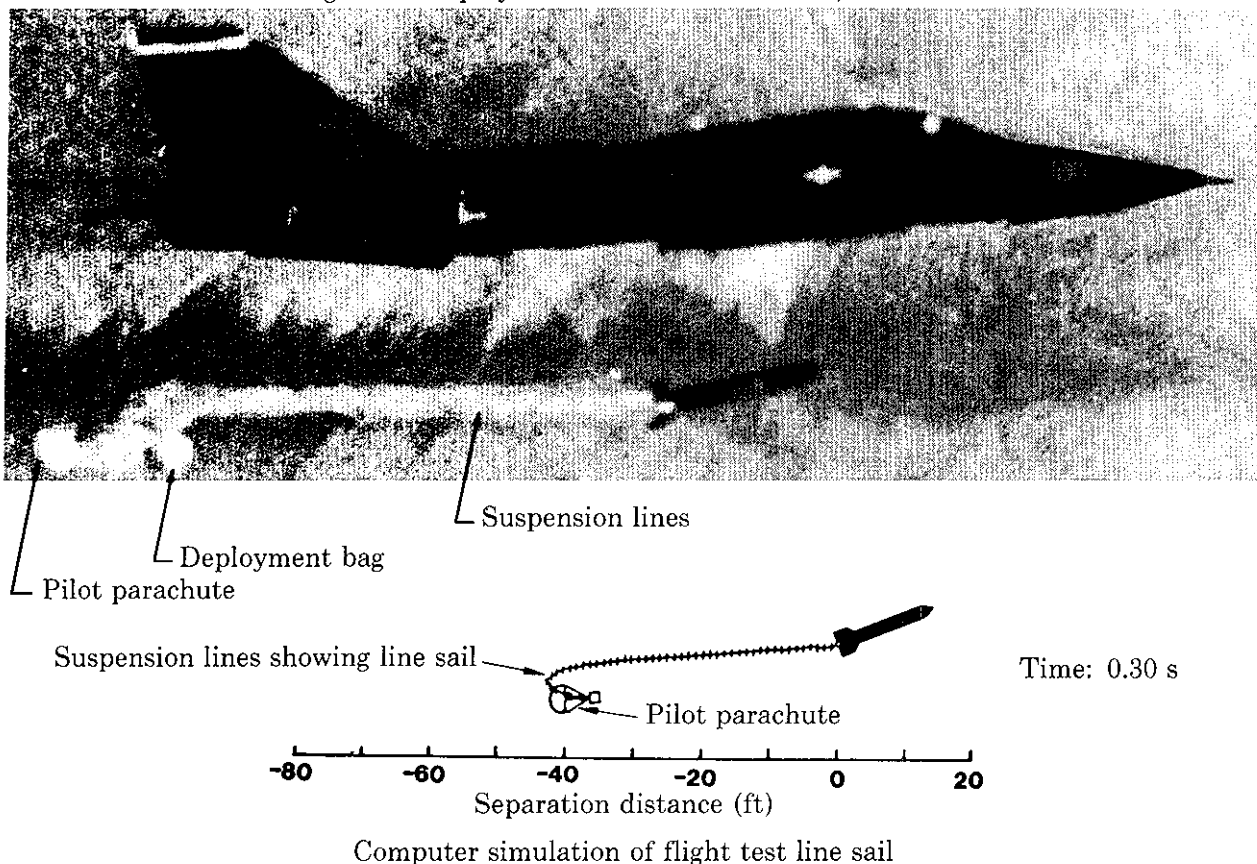 Suspension lines
Deployment bag
Pilot parachute
Suspension lines showing line sail
Time: 0.30 s
Pilot parachute
-80 -60 -40 -20 0 20
Separation distance (ft)
Computer simulation of flight test line sail